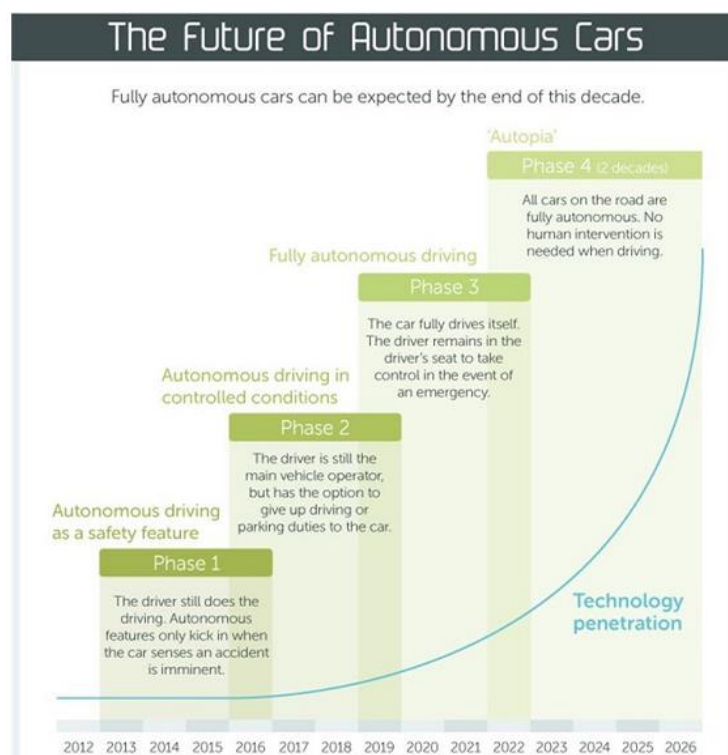 The Future of Autonomous Cars
Fully autonomous cars can be expected by the end of this decade.
'Autopia'
Phase 4 (2 decades)
All cars on the road are
fully autonomous. No
human intervention is
needed when driving.
Fully autonomous driving
Phase 3
The car fully drives itself.
The driver remains in the
driver's seat to take
control in the event of
an emergency.
Autonomous driving in
controlled conditions
Phase 2
The driver is still the
main vehicle operator,
but has the option to
give up driving or
parking duties to the car.
Autonomous driving
as a safety feature
Phase 1
The driver still does the
driving. Autonomous
features only kick in when
the car senses an accident
is imminent.
Technology
penetration
2012 2013 2014 2015 2016 2017 2018 2019 2020 2021 2022 2023 2024 2025 2026